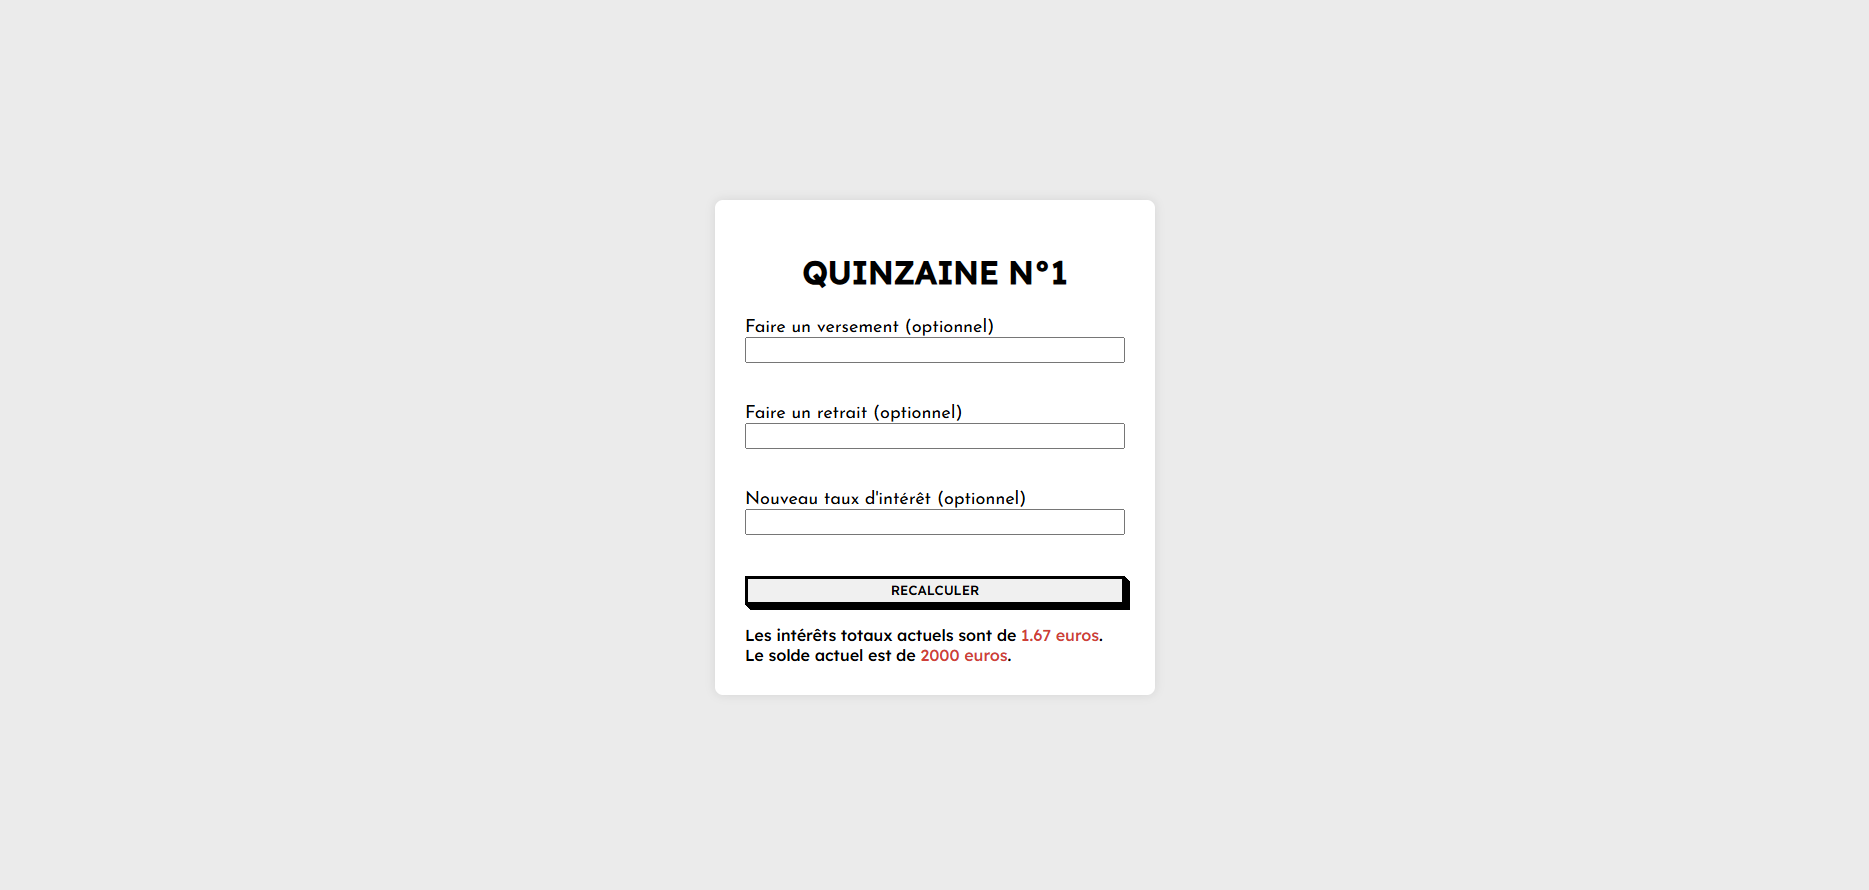 QUINZAINE N°1
Faire un versement (optionnel)
Faire un retrait (optionnel)
Nouveau taux d'intérêt (optionnel)
RECALCULER
Les intérêts totaux actuels sont de 1.67 euros.
Le solde actuel est de 2000 euros.